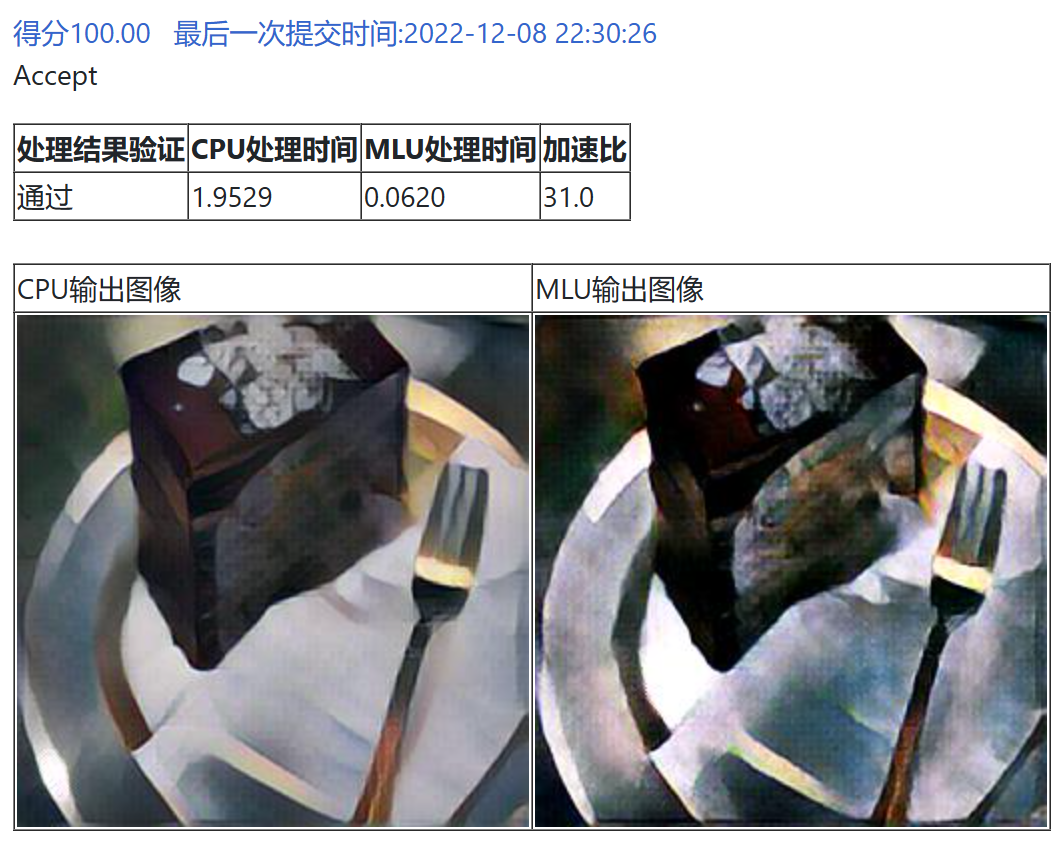 得分100.00 最后一次提交时间:2022-12-08 22:30:26
Accept
处理结果验证 CPU处理时间 MLU处理时间 加速比
通过 1.9529 0.0620 31.0
CPU输出图像 MLU输出图像